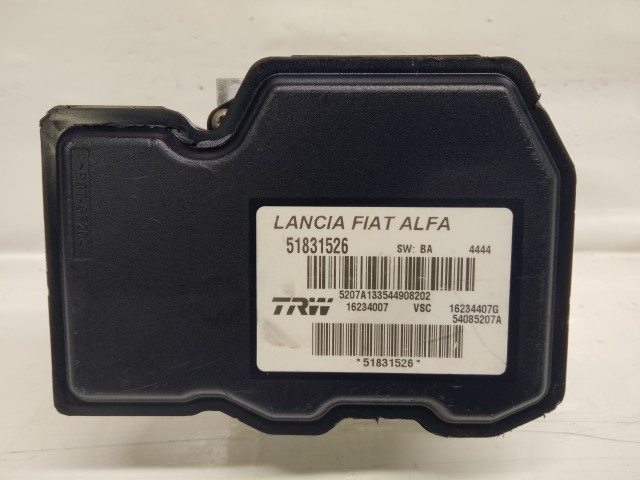 LANCIA FIAT ALFA
51831526 SW: BA 4444
5207A133544908202
TRW 16234007 VSC 16234407G
54085207A
*51831526*